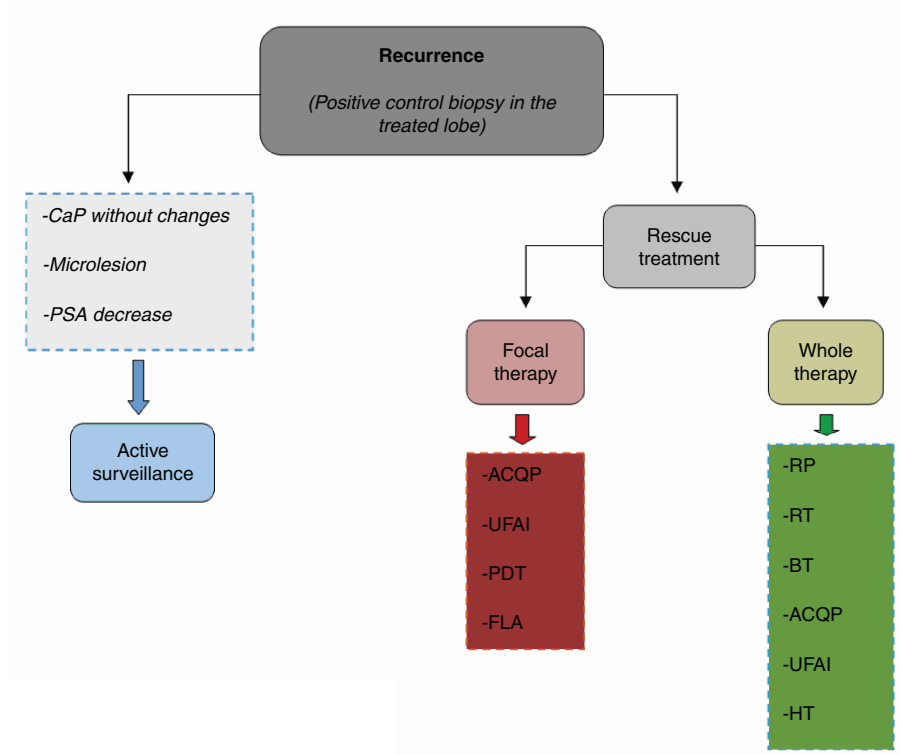 Recurrence
(Positive control biopsy in the
treated lobe)
-CaP without changes
-Microlesion
-PSA decrease
Active
surveillance
Rescue
treatment
Focal
therapy
-ACQP
-UFAI
-PDT
-FLA
Whole
therapy
-RP
-RT
-BT
-ACQP
-UFAI
-HT